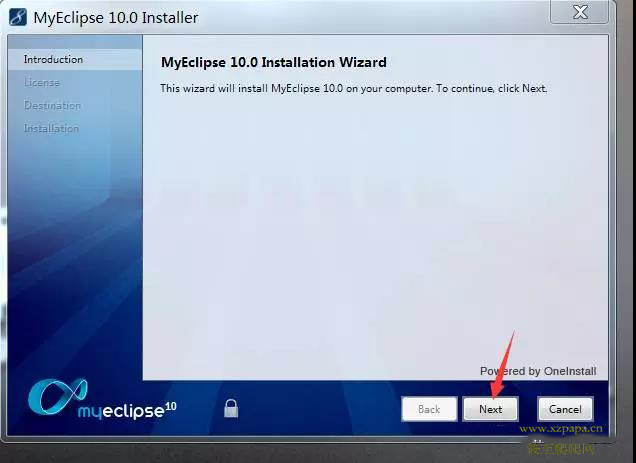 MyEclipse 10.0 Installer
Introduction
License
Destination
Installation
MyEclipse 10.0 Installation Wizard
This wizard will install MyEclipse 10.0 on your computer. To continue, click Next.
Powered by OneInstall
myeclipse10
Back
Next
Cancel
www.xzpapa.cn